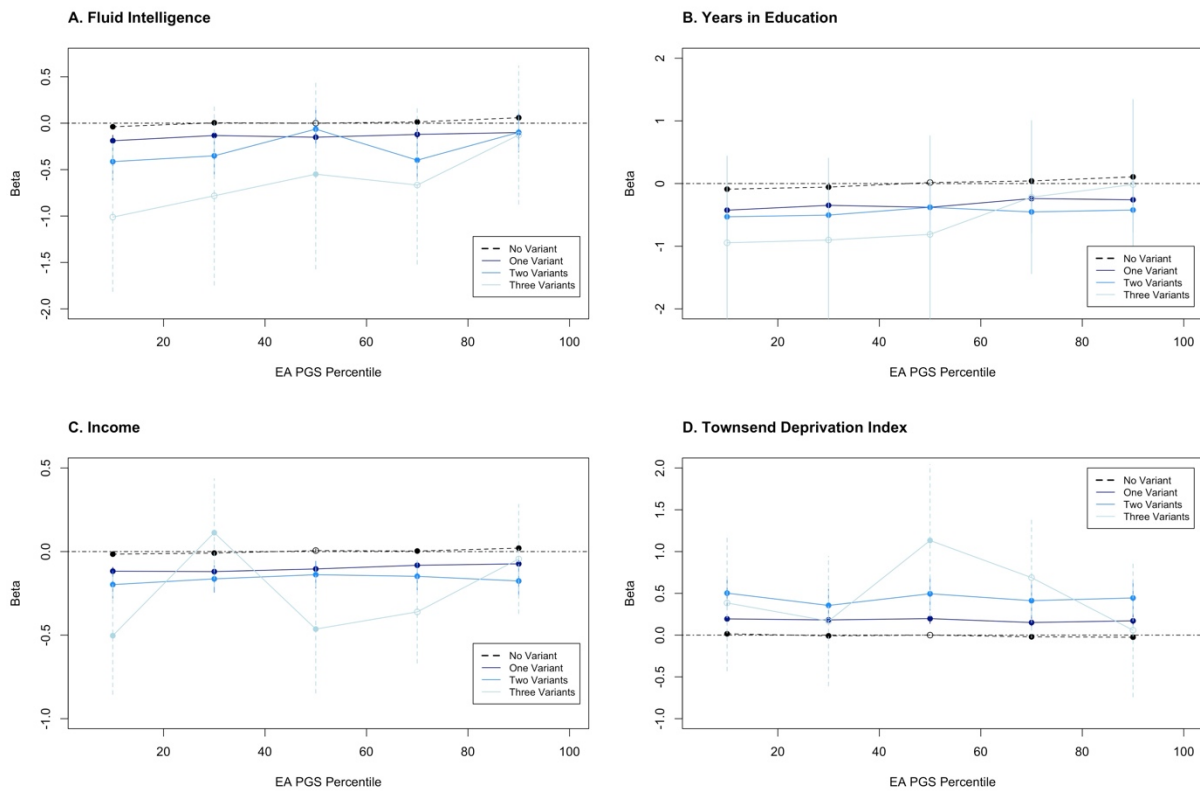 A. Fluid Intelligence
Beta
0.5
0.0
-0.5
-1.0
-1.5
-2.0
No Variant
One Variant
Two Variants
Three Variants
20 40 60 80 100
EA PGS Percentile
B. Years in Education
Beta
2
1
0
-1
-2
No Variant
One Variant
Two Variants
Three Variants
20 40 60 80 100
EA PGS Percentile
C. Income
Beta
0.5
0.0
-0.5
-1.0
No Variant
One Variant
Two Variants
Three Variants
20 40 60 80 100
EA PGS Percentile
D. Townsend Deprivation Index
Beta
2.0
1.5
1.0
0.5
0.0
-0.5
-1.0
No Variant
One Variant
Two Variants
Three Variants
20 40 60 80 100
EA PGS Percentile